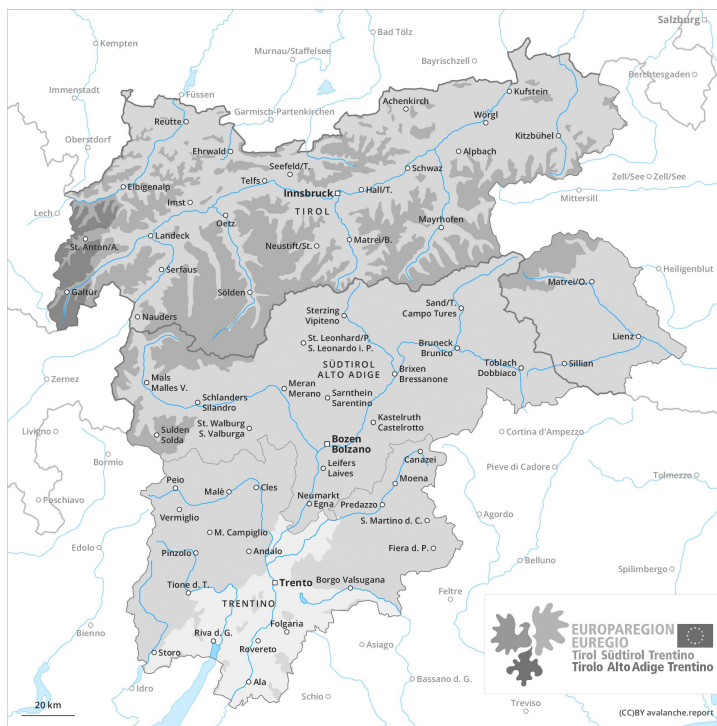 Salzburg
Kempten
Bad Tölz
Murnau/Staffelsee
Bayrischzell
Berchtesgaden
Immenstadt
Füssen
Kufstein
Garmisch-Partenkirchen
Achenkirch
Reutte
Wörgl
Oberstdorf
Kitzbühel
Ehrwald
Alpbach
Seefeld/T.
Schwaz
Telfs
Zell/See
Zell/See
Elbigenalp
Innsbruck
Hall/T.
Mittersill
Imst
Lech
TIROL
Oetz
Mayrhofen
Landeck
St. Anton/A.
Neustift/St.
Matrei/B.
Serfaus
Heiligenblut
Galtür
Sölden
Matrei/O.
Nauders
Sterzing
Vipiteno
Sand/T.
Campo Tures
Lienz
St. Leonhard/P.
S. Leonardo i. P.
Bruneck
Brunico
Toblach
Dobbiaco
Sillian
SÜDTIROL
ALTO ADIGE
Brixen
Bressanone
Zernez
Mals
Malles V.
Meran
Merano
Sarnthein
Sarentino
Schlanders
Silandro
Kastelruth
Castelrotto
St. Walburg
S. Valburga
Livigno
Sulden
Solda
Cortina d'Ampezzo
Bozen
Bolzano
Bormio
Canazei
Leifers
Laives
Pieve di Cadore
Tolmezzo
Peio
Moena
Malè
Cles
Neumarkt
Egna
Poschiavo
Predazzo
Vermiglio
Agordo
S. Martino d. C.
M. Campiglio
Edolo
Pinzolo
Andalo
Fiera d. P.
Belluno
Spilimbergo
Trento
Borgo Valsugana
Tione d. T.
Feltre
TRENTINO
Folgaria
Bienno
Riva d. G.
Rovereto
Asiago
Storo
EUROPAREGION
EUREGIO
Tirol Südtirol Trentino
Tirolo Alto Adige Trentino
Ala
Bassano d. G.
Idro
Schio
Treviso
20 km
(CC)BY avalanche.report